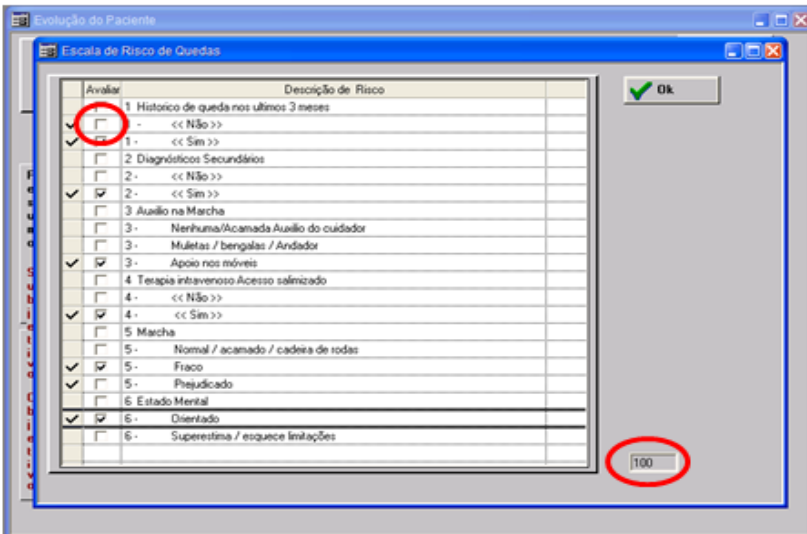 Evolução do Paciente
Escala de Risco de Quedas
Avaliar Descrição de Risco
Ok
1 Historico de queda nos ultimos 3 meses
- << Não >>
1 - << Sim >>
2 Diagnósticos Secundários
2 - << Não >>
2 - << Sim >>
3 Auxilio na Marcha
3 - Nenhuma/Acamada Auxilio do cuidador
3 - Muletas / bengalas / Andador
3 - Apoio nos móveis
4 Terapia intravenoso Acesso salinizado
4 - << Não >>
4 - << Sim >>
5 Marcha
5 - Normal / acamado / cadeira de rodas
5 - Fraco
5 - Prejudicado
6 Estado Mental
6 - Orientado
6 - Superestima / esquece limitações
100